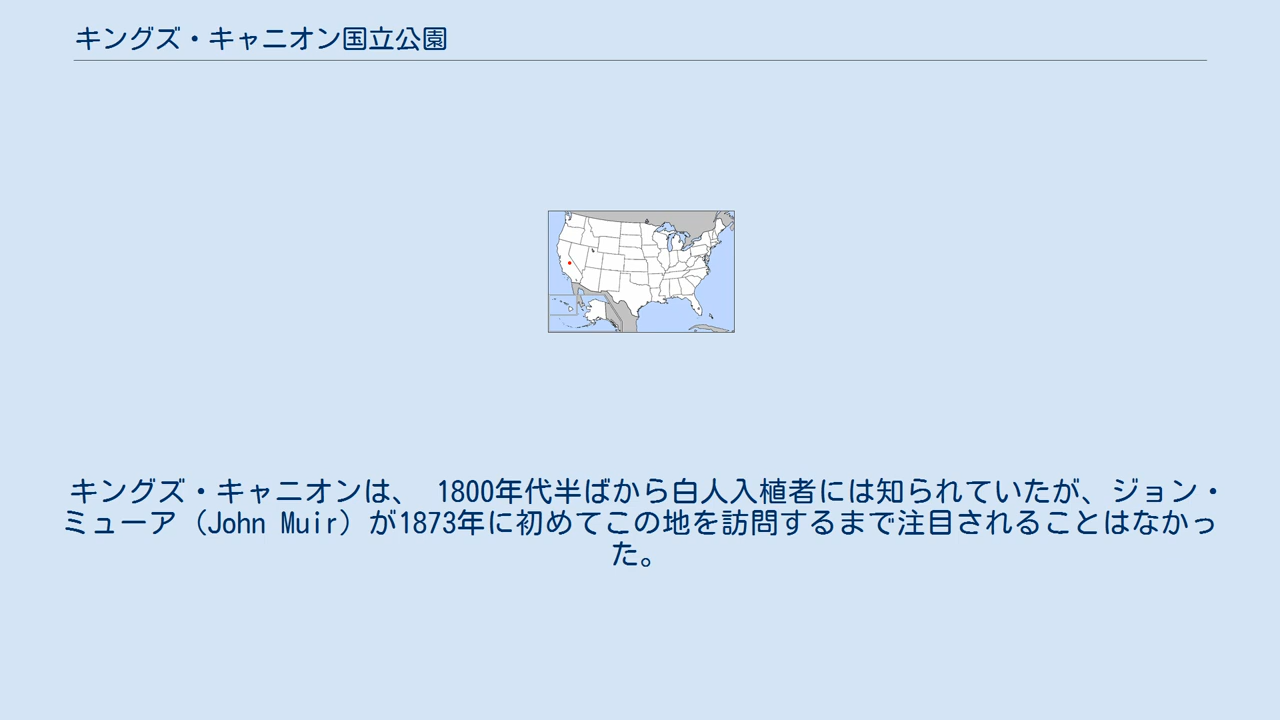 キングズ・キャニオン国立公園
キングズ・キャニオンは、 1800年代半ばから白人入植者には知られていたが、ジョン・
ミューア（John Muir）が1873年に初めてこの地を訪問するまで注目されることはなかっ
た。